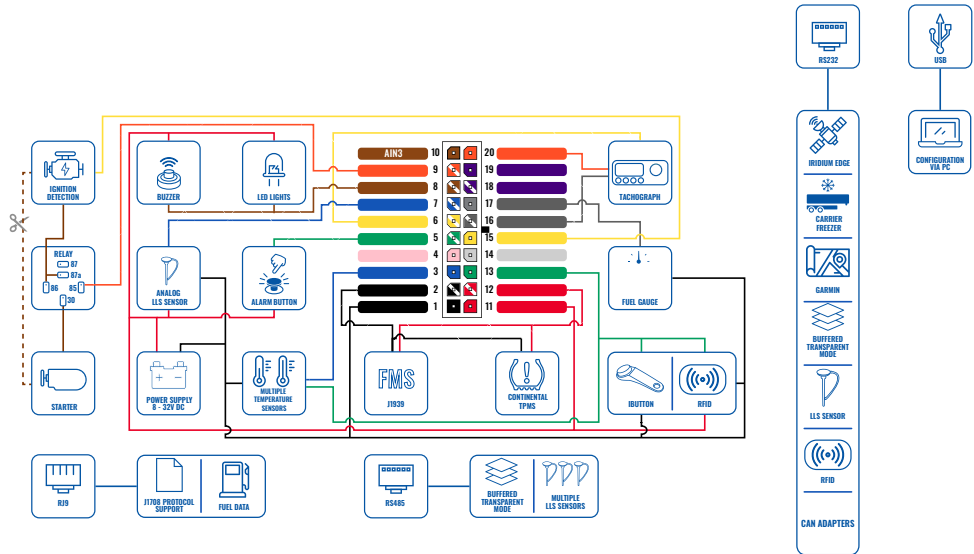 RS232
USB
IGNITION
DETECTION
BUZZER
LED LIGHTS
AIN3
10
20
9
19
8
18
7
17
6
16
5
15
4
14
3
13
2
12
1
11
TACHOGRAPH
IRIDIUM EDGE
CONFIGURATION
VIA PC
CARRIER
FREEZER
RELAY
87
87a
86
85
30
ANALOG
LLS SENSOR
ALARM BUTTON
FUEL GAUGE
GARMIN
BUFFERED
TRANSPARENT
MODE
STARTER
POWER SUPPLY
8 - 32V DC
MULTIPLE
TEMPERATURE
SENSORS
FMS
J1939
CONTINENTAL
TPMS
IBUTTON
RFID
LLS SENSOR
RFID
CAN ADAPTERS
RJ9
J1708 PROTOCOL
SUPPORT
FUEL DATA
RS485
BUFFERED
TRANSPARENT
MODE
MULTIPLE
LLS SENSORS